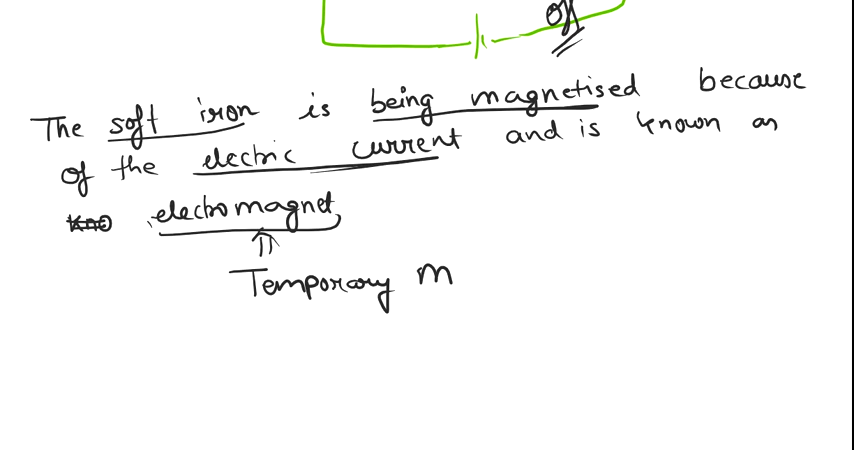 off
The soft iron is being magnetised because
of the electric current and is known as
electromagnet
Temporary M